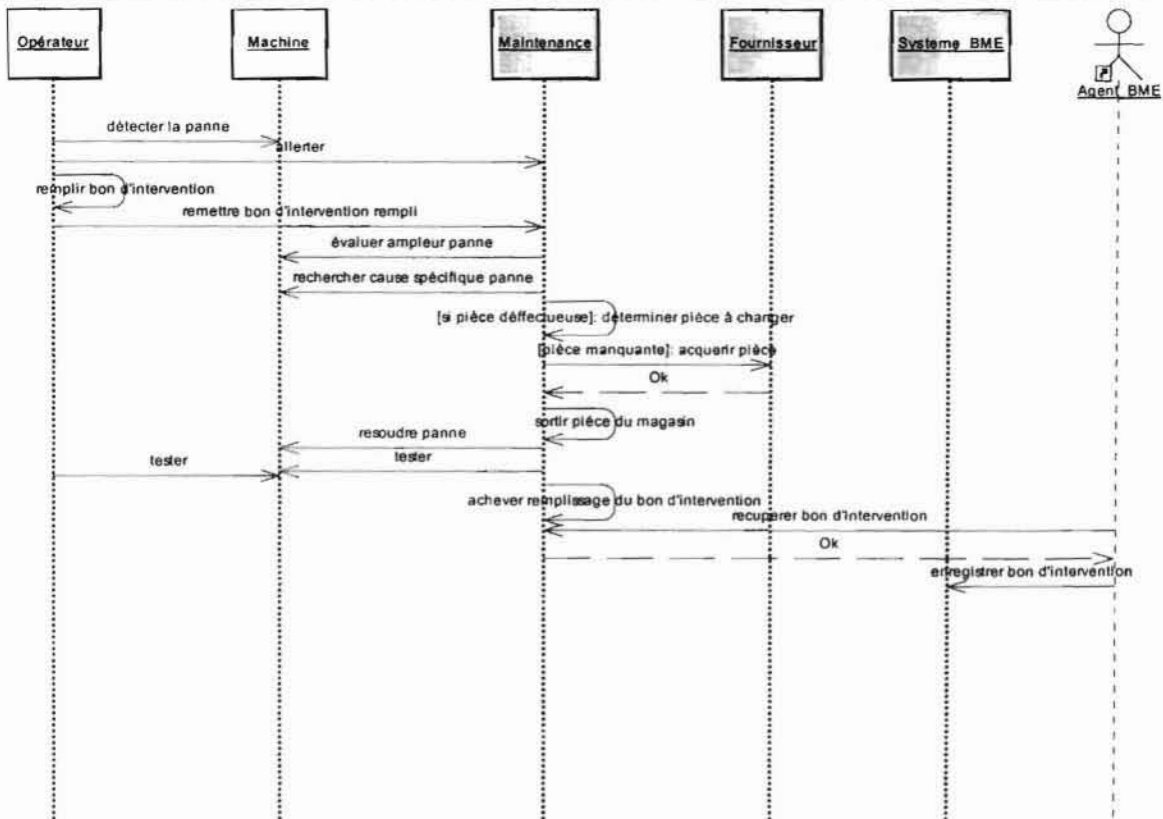 Opérateur
Machine
Maintenance
Fournisseur
Systeme BME
Agent BME
détecter la panne
allerter
remplir bon d'intervention
remettre bon d'intervention rempli
évaluer ampleur panne
rechercher cause spécifique panne
[si pièce déffectueuse]: déterminer pièce à changer
[pièce manquante]: acquerir pièce
Ok
sortir pièce du magasin
resoudre panne
tester
tester
achever remplissage du bon d'intervention
recuperer bon d'intervention
Ok
enregistrer bon d'intervention